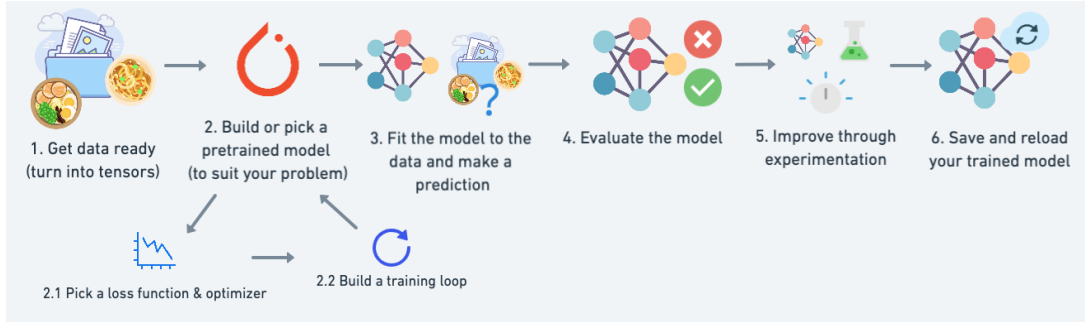 1. Get data ready
(turn into tensors)
2. Build or pick a
pretrained model
(to suit your problem)
3. Fit the model to the
data and make a
prediction
4. Evaluate the model
5. Improve through
experimentation
6. Save and reload
your trained model
2.1 Pick a loss function & optimizer
2.2 Build a training loop